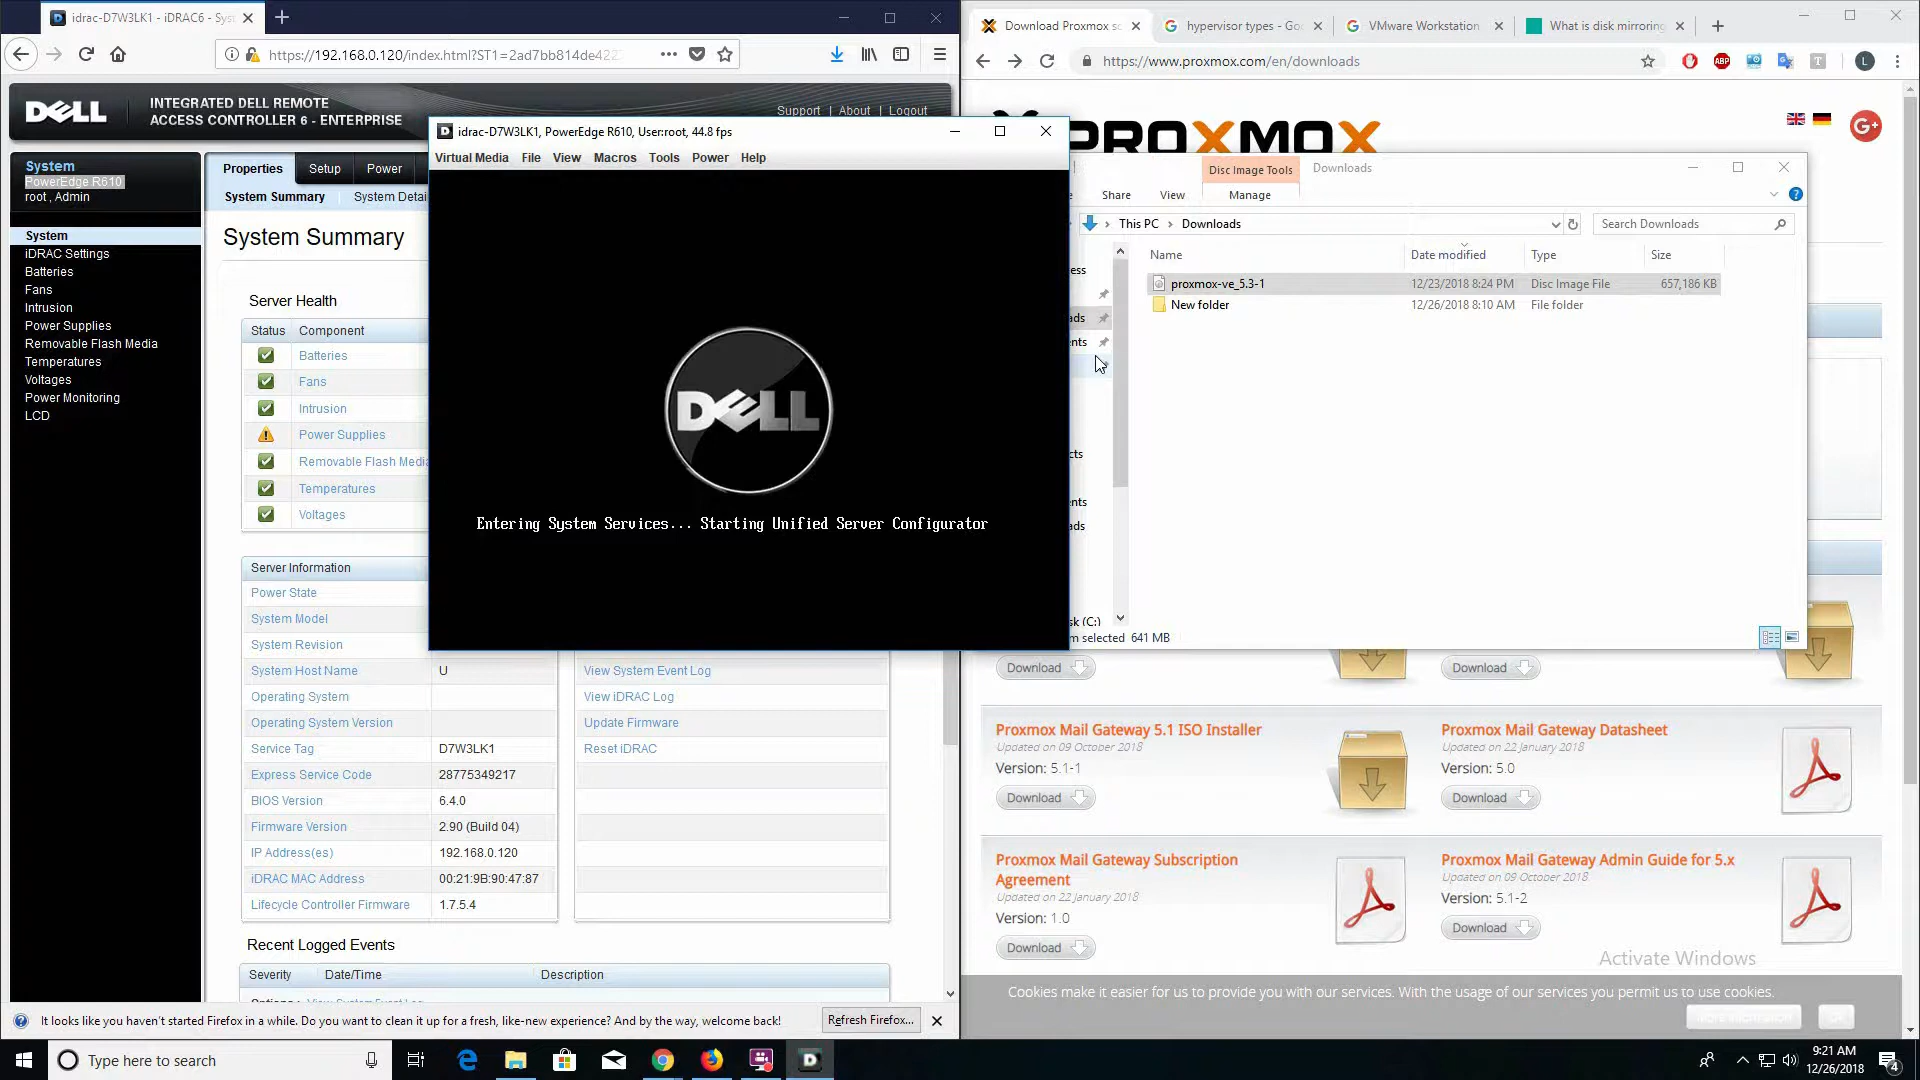 idrac-D7W3LK1 - iDRAC6 - Sys
https://192.168.0.120/index.html?ST1=2ad7bb814de422
DELL
INTEGRATED DELL REMOTE
ACCESS CONTROLLER 6 - ENTERPRISE
Support | About | Logout
System
PowerEdge R610
root , Admin
System
iDRAC Settings
Batteries
Fans
Intrusion
Power Supplies
Removable Flash Media
Temperatures
Voltages
Power Monitoring
LCD
Properties Setup Power
System Summary System Detai
System Summary
Server Health
Status Component
Batteries
Fans
Intrusion
Power Supplies
Removable Flash Medi
Temperatures
Voltages
Server Information
Power State
System Model
System Revision
System Host Name U
Operating System
Operating System Version
Service Tag D7W3LK1
Express Service Code 28775349217
BIOS Version 6.4.0
Firmware Version 2.90 (Build 04)
IP Address(es) 192.168.0.120
iDRAC MAC Address 00:21:9B:90:47:87
Lifecycle Controller Firmware 1.7.5.4
View System Event Log
View iDRAC Log
Update Firmware
Reset iDRAC
Recent Logged Events
Severity Date/Time Description
It looks like you haven't started Firefox in a while. Do you want to clean it up for a fresh, like-new experience? And by the way, welcome back!
Refresh Firefox...
idrac-D7W3LK1, PowerEdge R610, User:root, 44.8 fps
Virtual Media File View Macros Tools Power Help
DELL
Entering System Services... Starting Unified Server Configurator
Download Proxmox so
hypervisor types - Goo
VMware Workstation
What is disk mirroring
https://www.proxmox.com/en/downloads
ABP
L
PROXMOX
G+
Disc Image Tools Downloads
Share View Manage
This PC Downloads
Search Downloads
Name Date modified Type Size
proxmox-ve_5.3-1 12/23/2018 8:24 PM Disc Image File 657,186 KB
New folder 12/26/2018 8:10 AM File folder
ess
ads
ents
cts
ents
ads
sk (C:)
m selected 641 MB
Download Download
Proxmox Mail Gateway 5.1 ISO Installer
Updated on 09 October 2018
Version: 5.1-1
Download
Proxmox Mail Gateway Datasheet
Updated on 22 January 2018
Version: 5.0
Download
Proxmox Mail Gateway Subscription
Agreement
Updated on 22 January 2018
Version: 1.0
Download
Proxmox Mail Gateway Admin Guide for 5.x
Updated on 09 October 2018
Version: 5.1-2
Download
Activate Windows
Cookies make it easier for us to provide you with our services. With the usage of our services you permit us to use cookies.
Type here to search
9:21 AM
12/26/2018
4